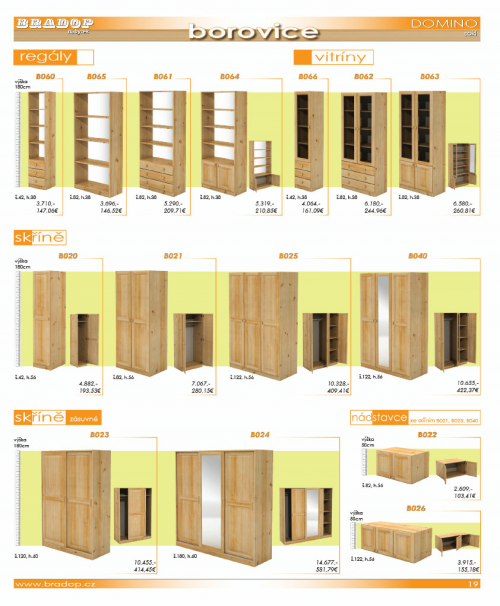 BRADOP
nábytek
borovice
DOMINO
regály
vitríny
výška
180cm
B060
B065
B061
B064
B066
B062
B063
š.42, h.38
3.710,-
147.06€
š.82, h.38
3.696,-
146,52€
š.82, h.38
5.290,-
209,71€
š.82, h.38
5.319,-
210.85€
š.42, h.38
4.064,-
161,09€
š.82, h.38
6.180,-
244,96€
š.82, h.38
6.580,-
260,81€
skříně
výška
180cm
B020
B021
B025
B040
š.42, h.56
4.882,-
193,53€
š.82, h.56
7.067,-
280,15€
š.122, h.56
10.328,-
409,41€
š.122, h.56
10.655,-
422,37€
skříně zásuvné
výška
180cm
B023
B024
š.120, h.60
10.455,-
414,45€
š.180, h.60
14.677,-
581,79€
nádstavce na skříň B021, B025, B040
výška
50cm
B022
š.82, h.56
2.609,-
103,41€
výška
50cm
B026
š.122, h.56
3.915,-
155,18€
www.bradop.cz
19